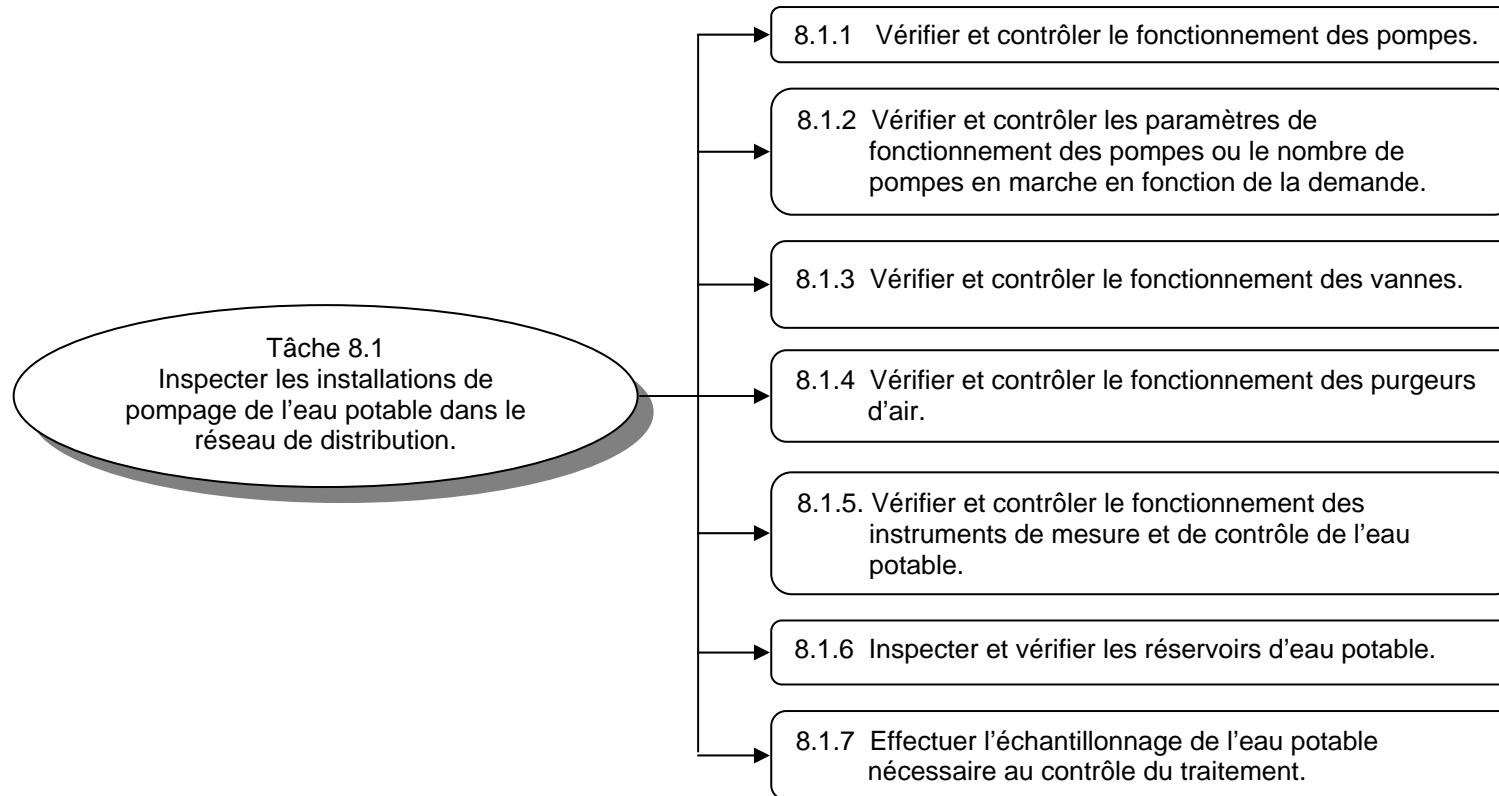 8.1.1 Vérifier et contrôler le fonctionnement des pompes.
8.1.2 Vérifier et contrôler les paramètres de
fonctionnement des pompes ou le nombre de
pompes en marche en fonction de la demande.
8.1.3 Vérifier et contrôler le fonctionnement des vannes.
Tâche 8.1
Inspecter les installations de
pompage de l’eau potable dans le
réseau de distribution.
8.1.4 Vérifier et contrôler le fonctionnement des purgeurs
d’air.
8.1.5. Vérifier et contrôler le fonctionnement des
instruments de mesure et de contrôle de l’eau
potable.
8.1.6 Inspecter et vérifier les réservoirs d’eau potable.
8.1.7 Effectuer l’échantillonnage de l’eau potable
nécessaire au contrôle du traitement.